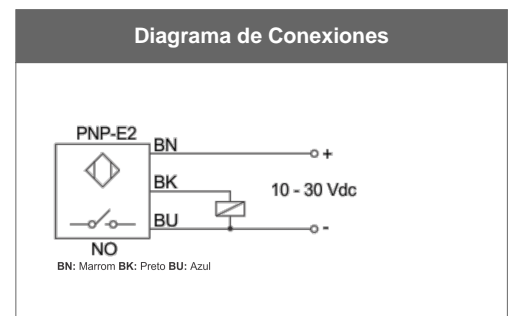 Diagrama de Conexiones
PNP-E2
BN
+
BK
10 - 30 Vdc
BU
-
NO
BN: Marrom BK: Preto BU: Azul